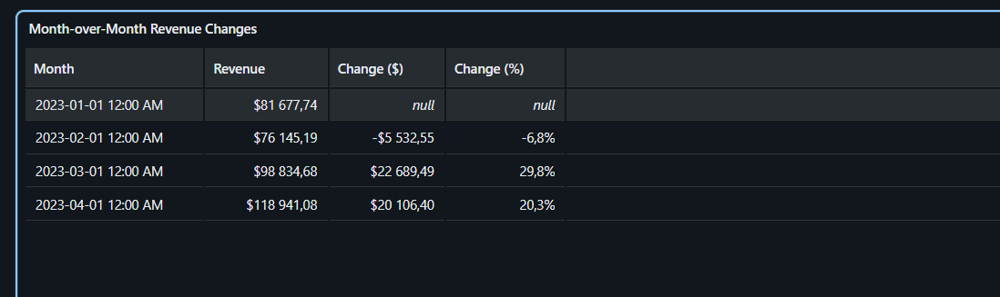 Month-over-Month Revenue Changes
Month Revenue Change ($) Change (%)
2023-01-01 12:00 AM $81 677,74 null null
2023-02-01 12:00 AM $76 145,19 -$5 532,55 -6,8%
2023-03-01 12:00 AM $98 834,68 $22 689,49 29,8%
2023-04-01 12:00 AM $118 941,08 $20 106,40 20,3%